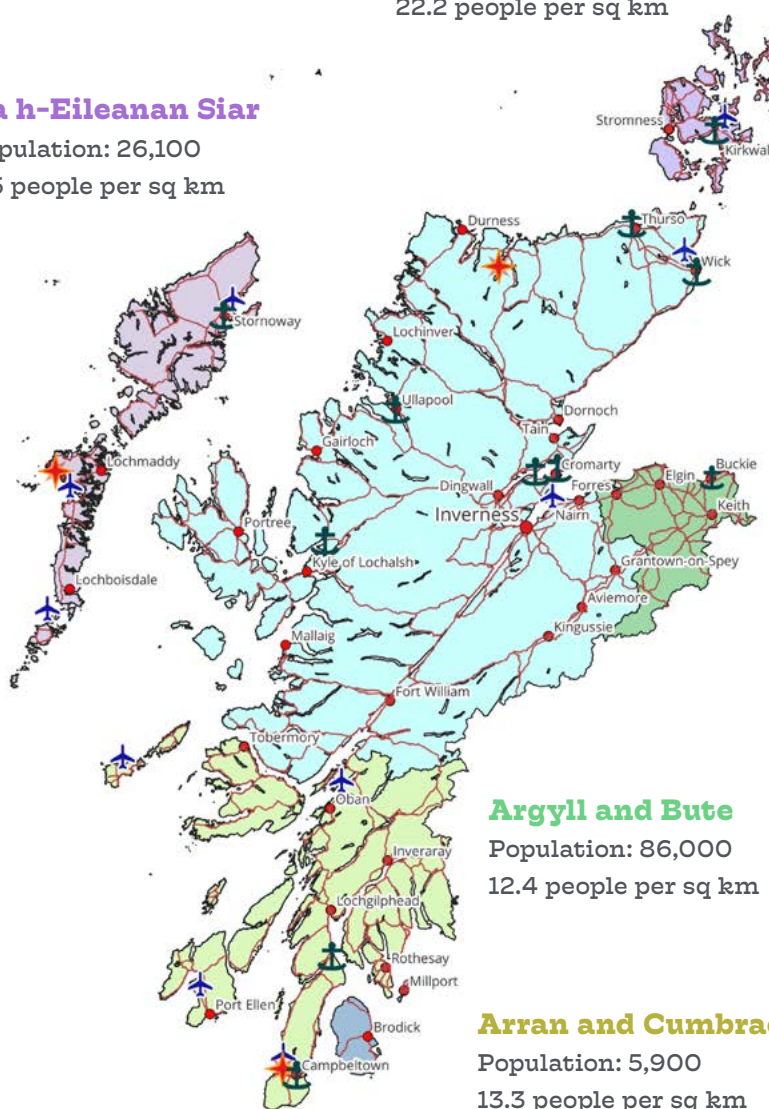 22.2 people per sq km
h-Eileanan Siar
Population: 26,100
people per sq km
Stromness
Kirkwal
Durness
Thurso
Wick
Stornoway
Lochinver
Ullapool
Dornoch
Tain
Gairloch
Lochmaddy
Cromarty
Buckie
Dingwall
Forres
Elgin
Keith
Inverness
Nairn
Portree
Kyle of Lochalsh
Grantown-on-Spey
Lochboisdale
Aviemore
Kingussie
Mallaig
Fort William
Tobermory
Oban
Argyll and Bute
Population: 86,000
12.4 people per sq km
Inveraray
Lochgilphead
Rothesay
Millport
Port Ellen
Arran and Cumbrae
Brodick
Population: 5,900
Campbeltown
13.3 people per sq km